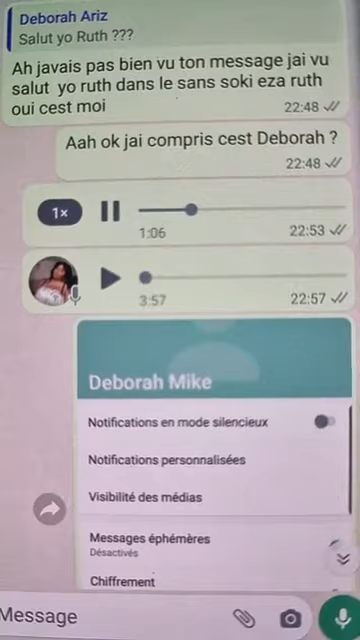 Deborah Ariz
Salut yo Ruth ???
Ah javais pas bien vu ton message jai vu
salut yo ruth dans le sans soki eza ruth
oui cest moi
22:48
Aah ok jai compris cest Deborah ?
22:48
1x
1:06
22:53
3:57
22:57
Deborah Mike
Notifications en mode silencieux
Notifications personnalisées
Visibilité des médias
Messages éphémères
Désactivés
Chiffrement
Message